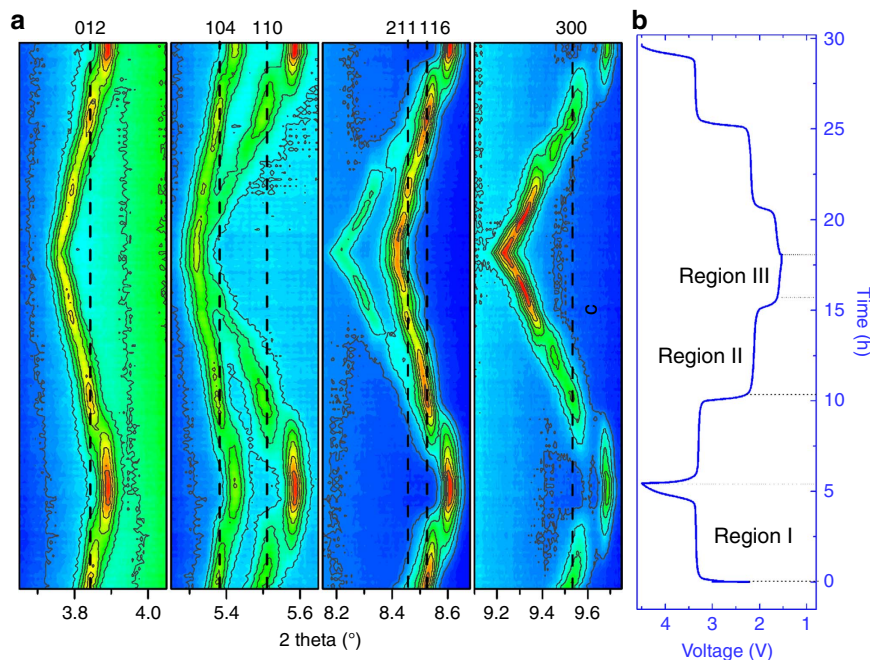 a
b
012
104 110
211 116
300
C
3.8
4.0
5.4
5.6
8.2
8.4
8.6
9.2
9.4
9.6
2 theta (°)
30
25
20
15
10
5
0
Time (h)
Region III
Region II
Region I
4
3
2
1
Voltage (V)